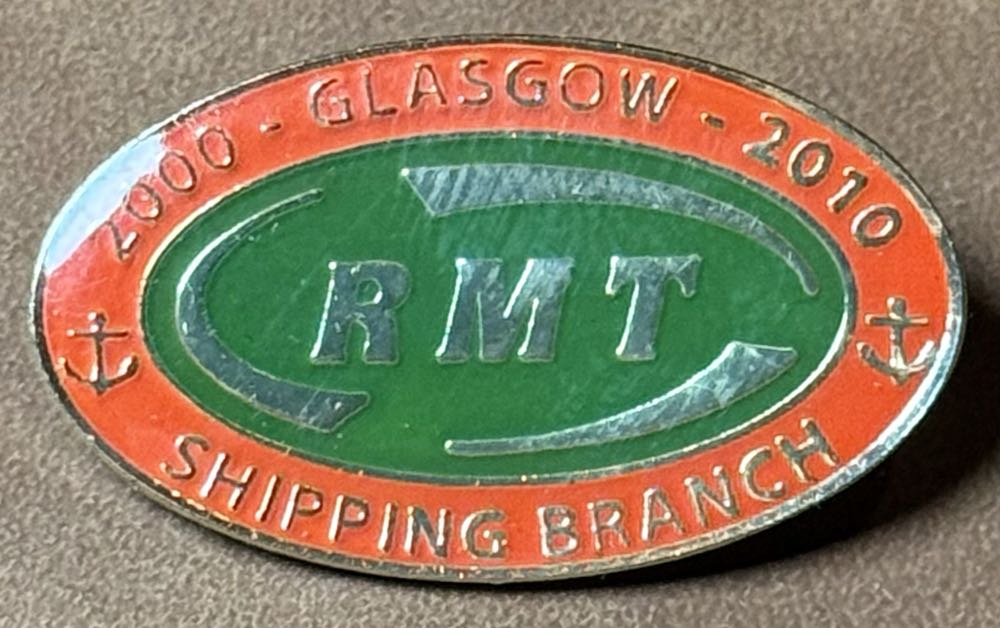 2000 - GLASGOW - 2010
RMT
SHIPPING BRANCH